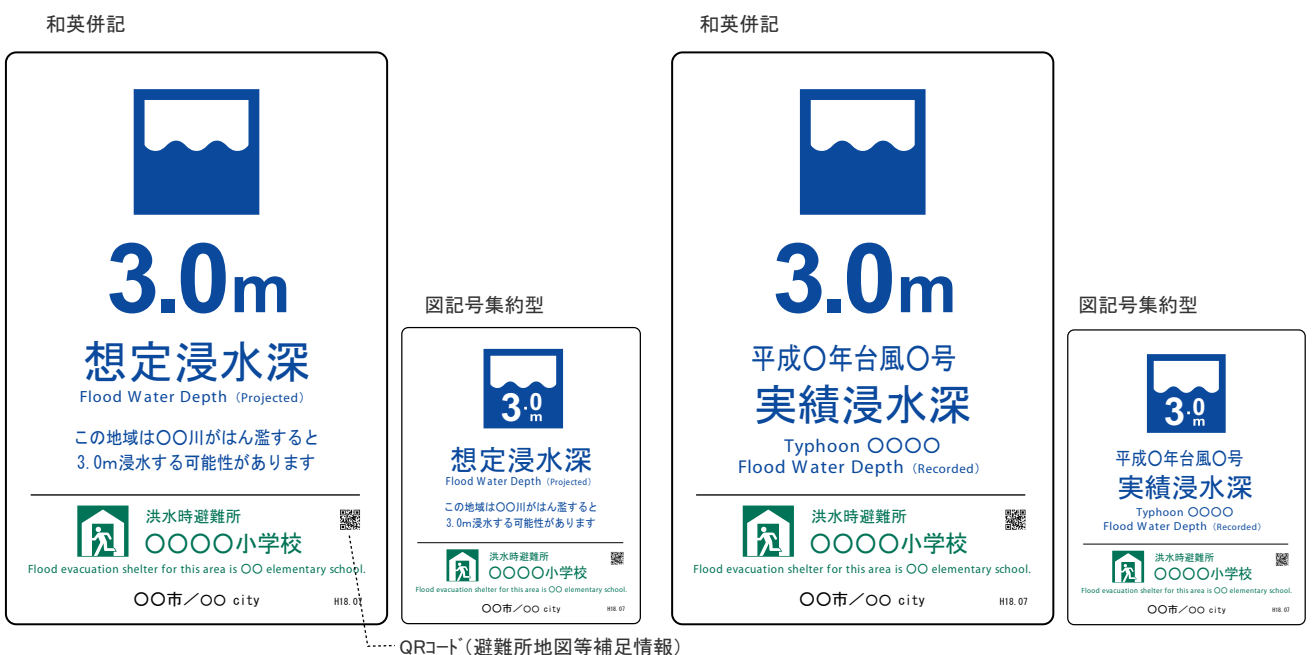 和英併記
3.0m
想定浸水深
Flood Water Depth (Projected)
この地域は〇〇川がはん濫すると
3.0m浸水する可能性があります
洪水時避難所
〇〇〇〇小学校
Flood evacuation shelter for this area is 〇〇 elementary school.
〇〇市/〇〇 city
H18.07
図記号集約型
3.0m
想定浸水深
Flood Water Depth (Projected)
この地域は〇〇川がはん濫すると
3.0m浸水する可能性があります
洪水時避難所
〇〇〇〇小学校
Flood evacuation shelter for this area is 〇〇 elementary school.
〇〇市/〇〇 city
H18.07
QRコード(避難所地図等補足情報)
和英併記
3.0m
平成〇年台風〇号
実績浸水深
Typhoon 〇〇〇〇
Flood Water Depth (Recorded)
洪水時避難所
〇〇〇〇小学校
Flood evacuation shelter for this area is 〇〇 elementary school.
〇〇市/〇〇 city
H18.07
図記号集約型
3.0m
平成〇年台風〇号
実績浸水深
Typhoon 〇〇〇〇
Flood Water Depth (Recorded)
洪水時避難所
〇〇〇〇小学校
Flood evacuation shelter for this area is 〇〇 elementary school.
〇〇市/〇〇 city
H18.07